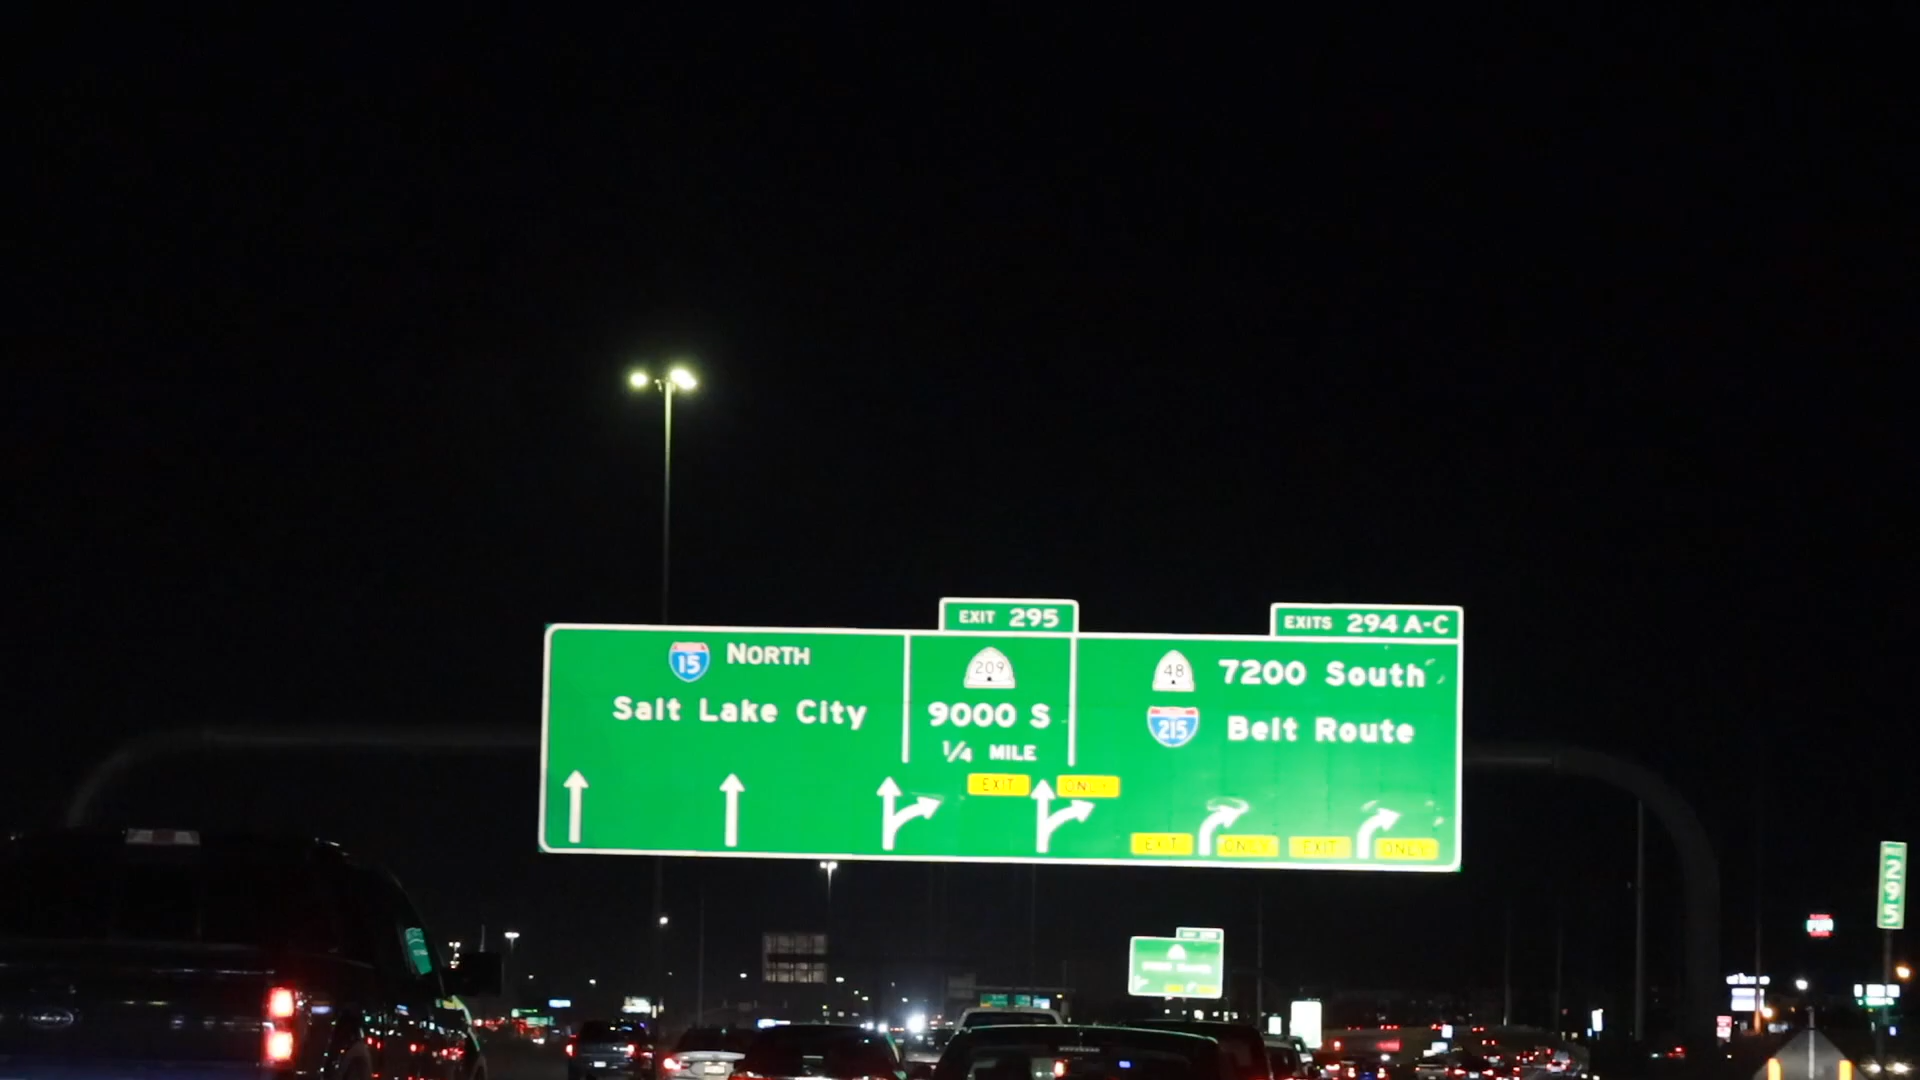 EXIT 295
EXITS 294 A-C
15 NORTH
Salt Lake City
209
9000 S
1/4 MILE
EXIT ONLY
48 7200 South
215 Belt Route
EXIT ONLY EXIT ONLY
295